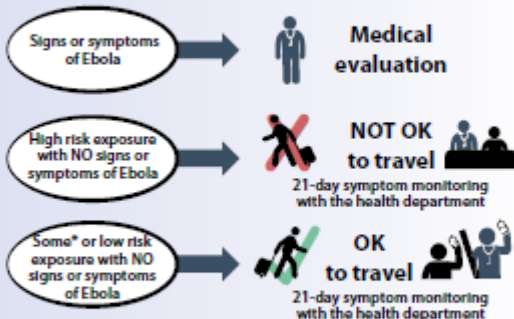 Signs or symptoms
of Ebola
Medical
evaluation
High risk exposure
with NO signs or
symptoms of Ebola
NOT OK
to travel
21-day symptom monitoring
with the health department
Some* or low risk
exposure with NO
signs or symptoms
of Ebola
OK
to travel
21-day symptom monitoring
with the health department